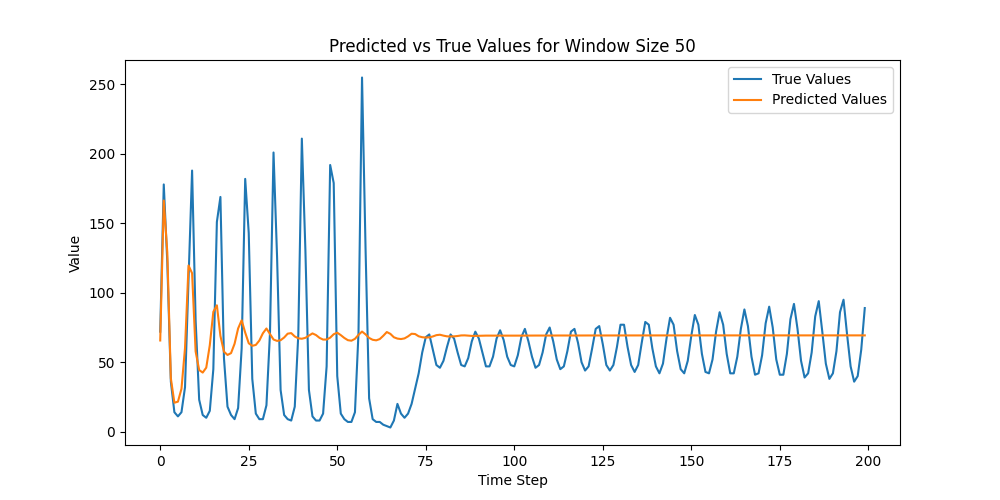 Predicted vs True Values for Window Size 50
True Values
Predicted Values
Value
250
200
150
100
50
0
0 25 50 75 100 125 150 175 200
Time Step